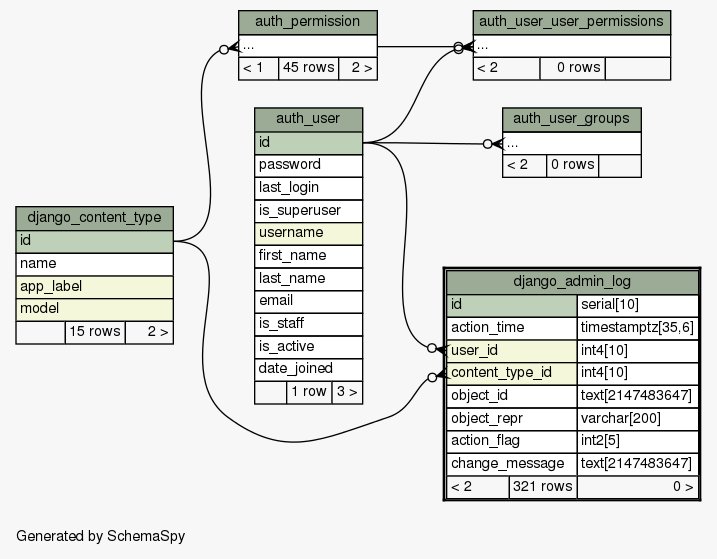 auth_permission
...
< 1 45 rows 2 >
auth_user_user_permissions
...
< 2 0 rows
auth_user
id
password
last_login
is_superuser
username
first_name
last_name
email
is_staff
is_active
date_joined
1 row 3 >
auth_user_groups
...
< 2 0 rows
django_content_type
id
name
app_label
model
15 rows 2 >
django_admin_log
id serial[10]
action_time timestamptz[35,6]
user_id int4[10]
content_type_id int4[10]
object_id text[2147483647]
object_repr varchar[200]
action_flag int2[5]
change_message text[2147483647]
< 2 321 rows 0 >
Generated by SchemaSpy